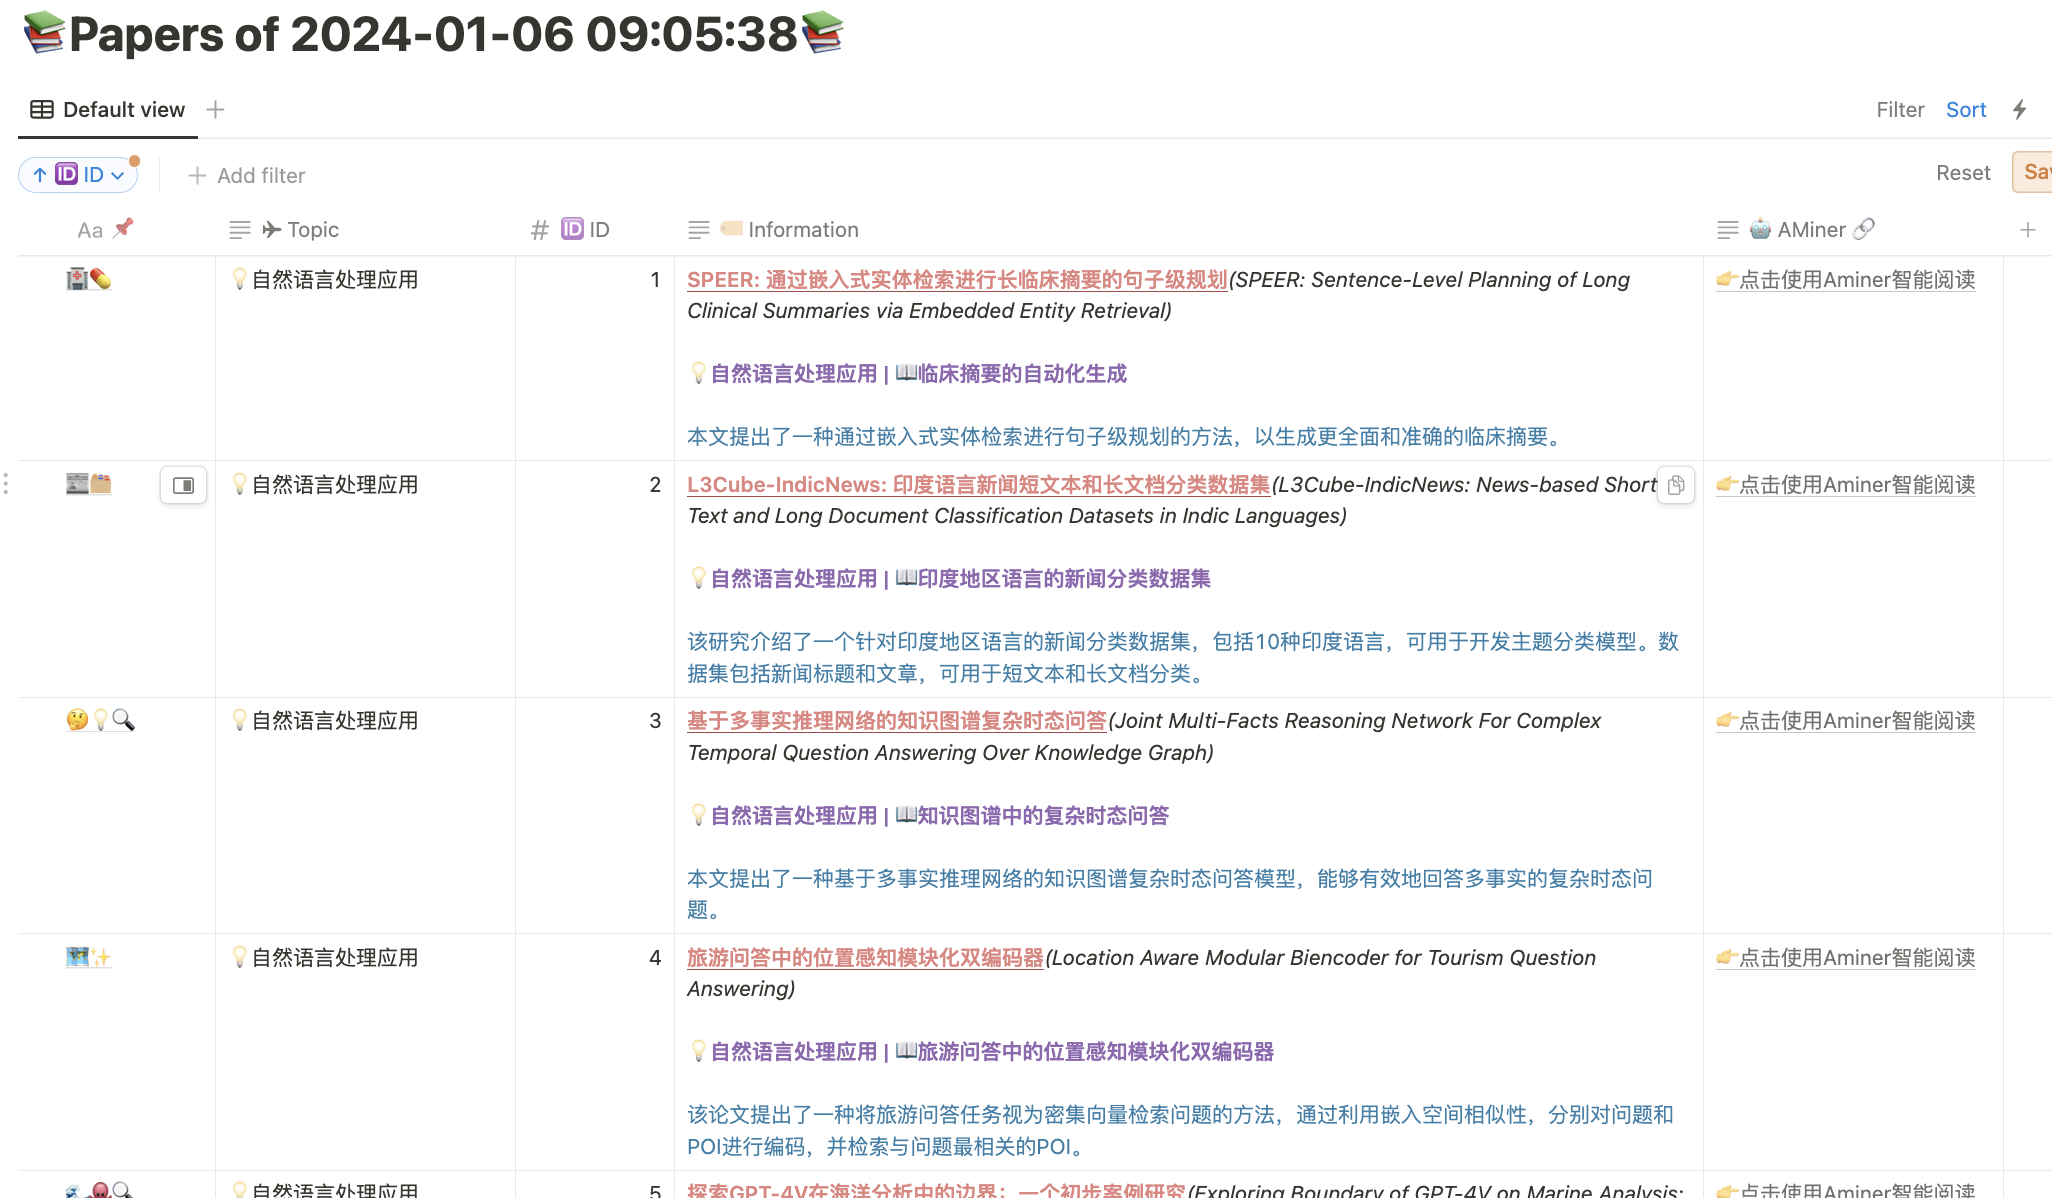 Papers of 2024-01-06 09:05:38
Default view
Filter Sort
ID
Add filter
Reset Sav
Aa Topic # ID Information AMiner
自然语言处理应用 1 SPEER: 通过嵌入式实体检索进行长临床摘要的句子级规划(SPEER: Sentence-Level Planning of Long
Clinical Summaries via Embedded Entity Retrieval)
自然语言处理应用 | 临床摘要的自动化生成
本文提出了一种通过嵌入式实体检索进行句子级规划的方法，以生成更全面和准确的临床摘要。
点击使用Aminer智能阅读
自然语言处理应用 2 L3Cube-IndicNews: 印度语言新闻短文本和长文档分类数据集(L3Cube-IndicNews: News-based Short
Text and Long Document Classification Datasets in Indic Languages)
自然语言处理应用 | 印度地区语言的新闻分类数据集
该研究介绍了一个针对印度地区语言的新闻分类数据集，包括10种印度语言，可用于开发主题分类模型。数
据集包括新闻标题和文章，可用于短文本和长文档分类。
点击使用Aminer智能阅读
自然语言处理应用 3 基于多事实推理网络的知识图谱复杂时态问答(Joint Multi-Facts Reasoning Network For Complex
Temporal Question Answering Over Knowledge Graph)
自然语言处理应用 | 知识图谱中的复杂时态问答
本文提出了一种基于多事实推理网络的知识图谱复杂时态问答模型，能够有效地回答多事实的复杂时态问
题。
点击使用Aminer智能阅读
自然语言处理应用 4 旅游问答中的位置感知模块化双编码器(Location Aware Modular Biencoder for Tourism Question
Answering)
自然语言处理应用 | 旅游问答中的位置感知模块化双编码器
该论文提出了一种将旅游问答任务视为密集向量检索问题的方法，通过利用嵌入空间相似性，分别对问题和
POI进行编码，并检索与问题最相关的POI。
点击使用Aminer智能阅读
自然语言处理应用 5 探索GPT-4V在海洋分析中的边界：一个初步案例研究(Exploring Boundary of GPT-4V on Marine Analysis:
点击使用Aminer智能阅读